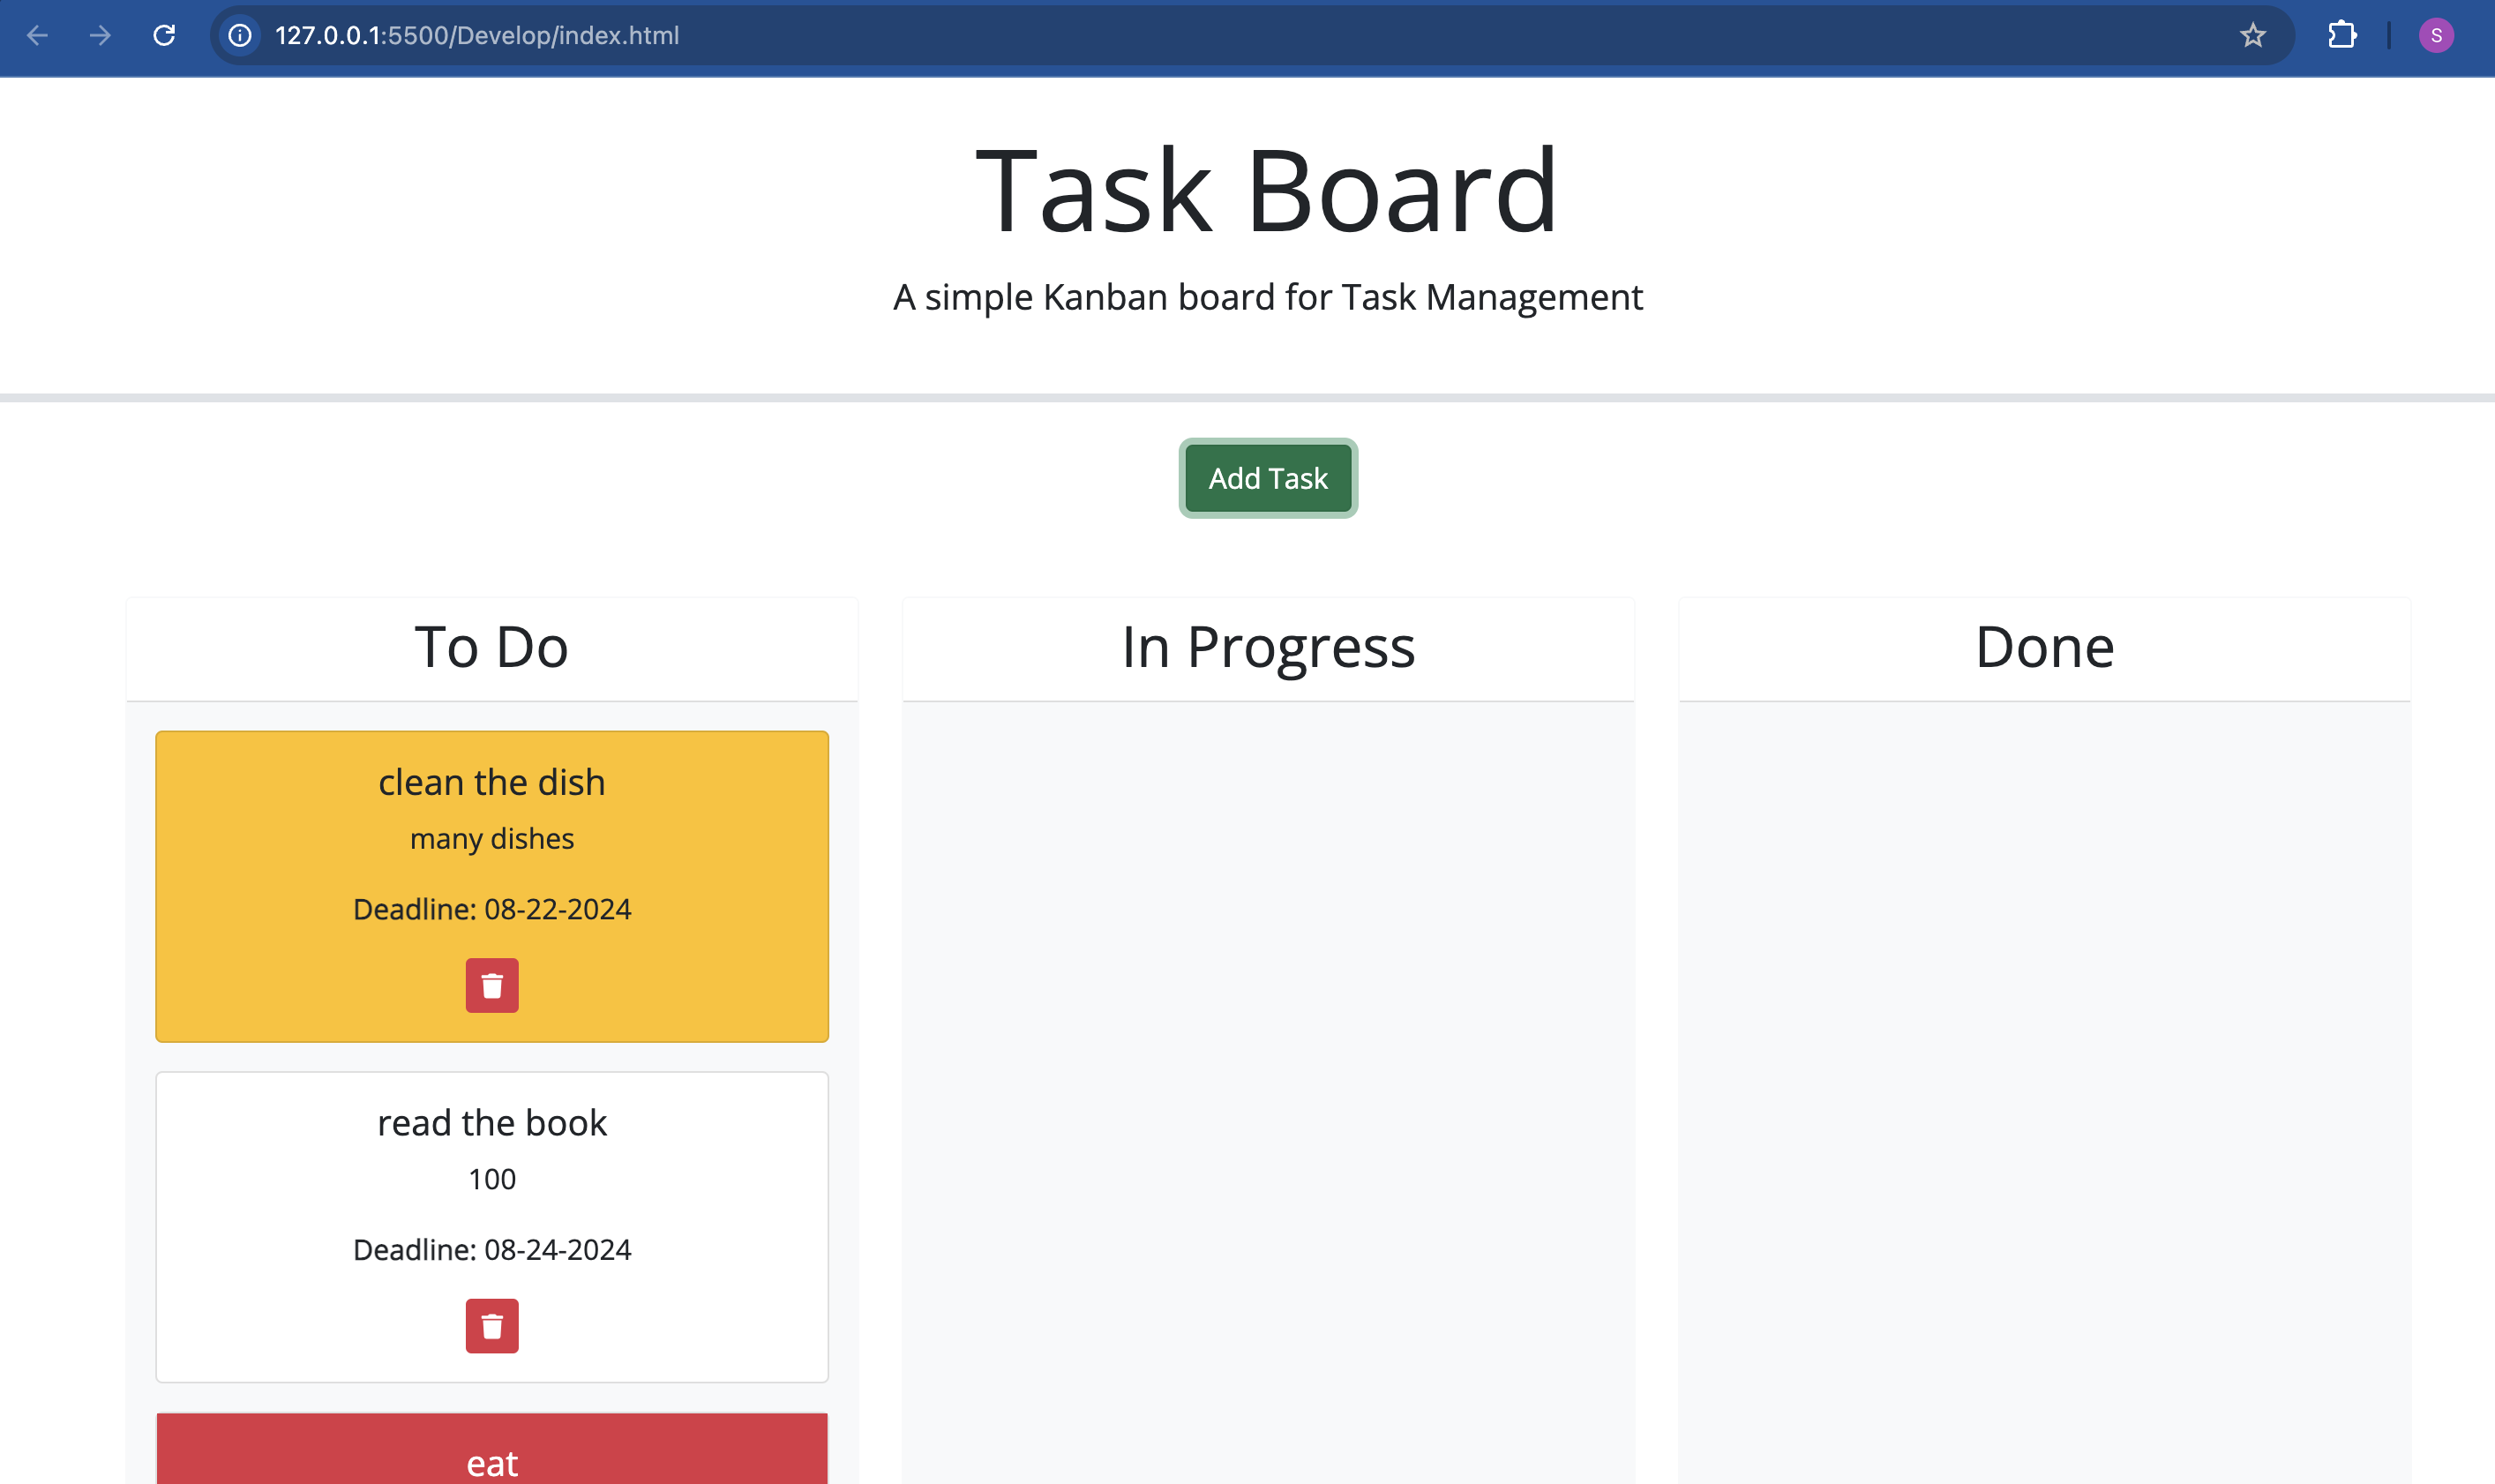 127.0.0.1:5500/Develop/index.html
S
Task Board
A simple Kanban board for Task Management
Add Task
To Do
In Progress
Done
clean the dish
many dishes
Deadline: 08-22-2024
read the book
100
Deadline: 08-24-2024
eat